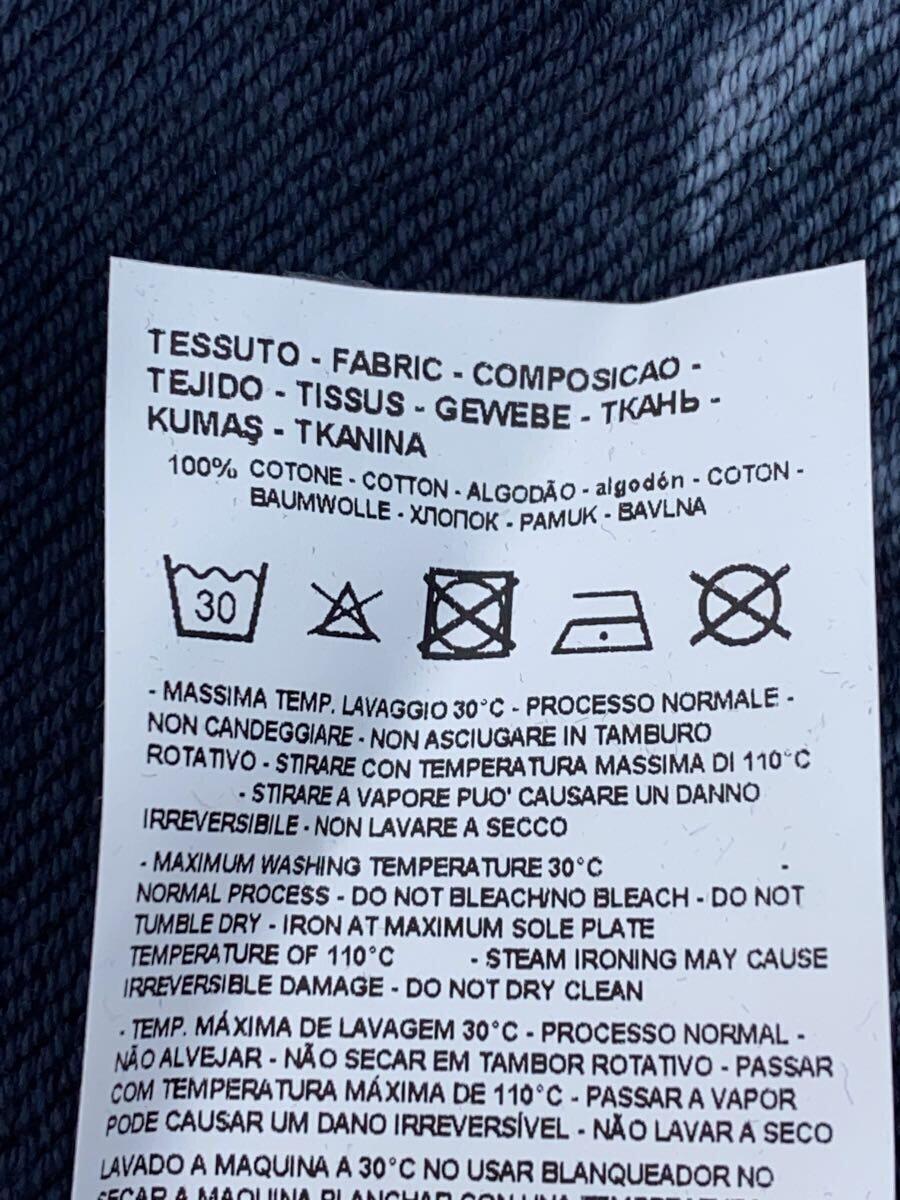 TESSUTO - FABRIC - COMPOSICAO -
TEJIDO - TISSUS - GEWEBE - ТКАНЬ -
KUMAŞ - TKANINA
100% COTONE - COTTON - ALGODÃO - algodón - COTON -
BAUMWOLLE - ХЛОПОК - PAMUK - BAVLNA
30
- MASSIMA TEMP. LAVAGGIO 30°C - PROCESSO NORMALE -
NON CANDEGGIARE - NON ASCIUGARE IN TAMBURO
ROTATIVO - STIRARE CON TEMPERATURA MASSIMA DI 110°C
- STIRARE A VAPORE PUO' CAUSARE UN DANNO
IRREVERSIBILE - NON LAVARE A SECCO
- MAXIMUM WASHING TEMPERATURE 30°C -
NORMAL PROCESS - DO NOT BLEACH/NO BLEACH - DO NOT
TUMBLE DRY - IRON AT MAXIMUM SOLE PLATE
TEMPERATURE OF 110°C - STEAM IRONING MAY CAUSE
IRREVERSIBLE DAMAGE - DO NOT DRY CLEAN
- TEMP. MÁXIMA DE LAVAGEM 30°C - PROCESSO NORMAL -
NÃO ALVEJAR - NÃO SECAR EM TAMBOR ROTATIVO - PASSAR
COM TEMPERATURA MÁXIMA DE 110°C - PASSAR A VAPOR
PODE CAUSAR UM DANO IRREVERSÍVEL - NÃO LAVAR A SECO
LAVADO A MAQUINA A 30°C NO USAR BLANQUEADOR NO
SECAR A MAQUINA PLANCHAR CON UNA TEMPERATURA